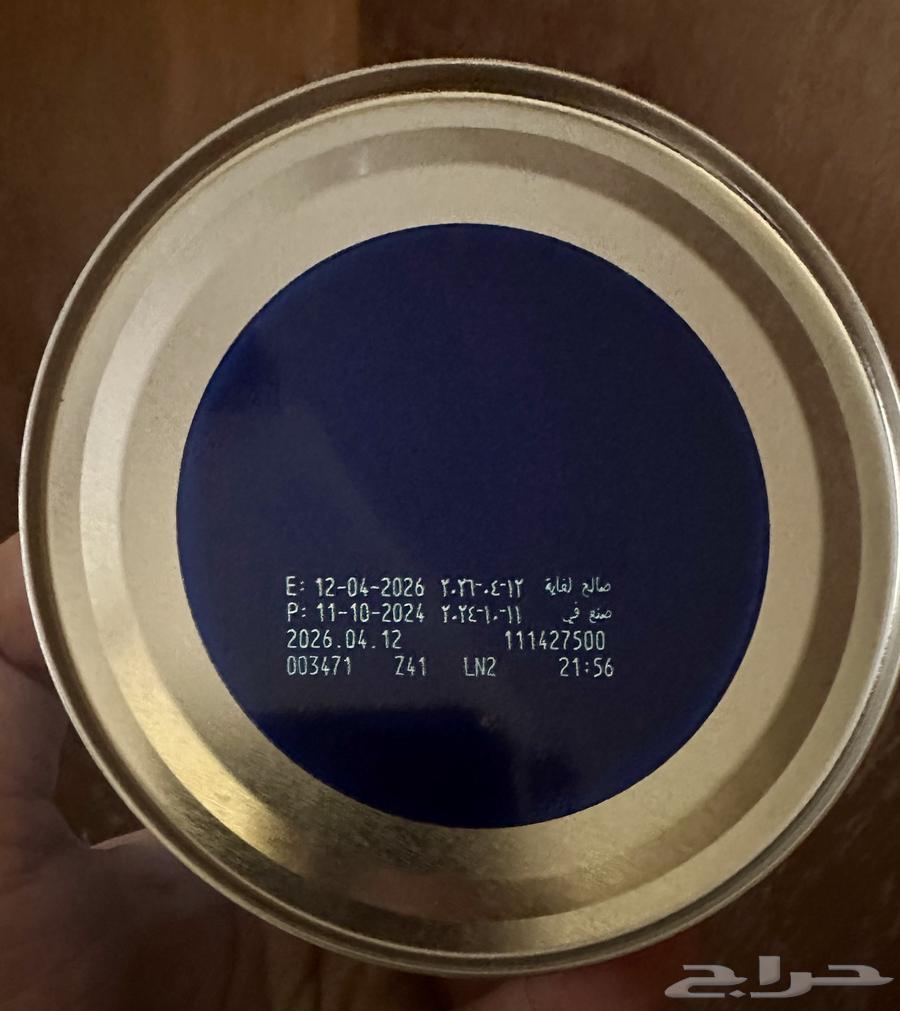 E: 12-04-2026 ٢٠٢٦-٠٤-١٢ صالح لغاية
P: 11-10-2024 ٢٠٢٤-١٠-١١ صنع في
2026.04.12 111427500
003471 Z41 LN2 21:56
حراج